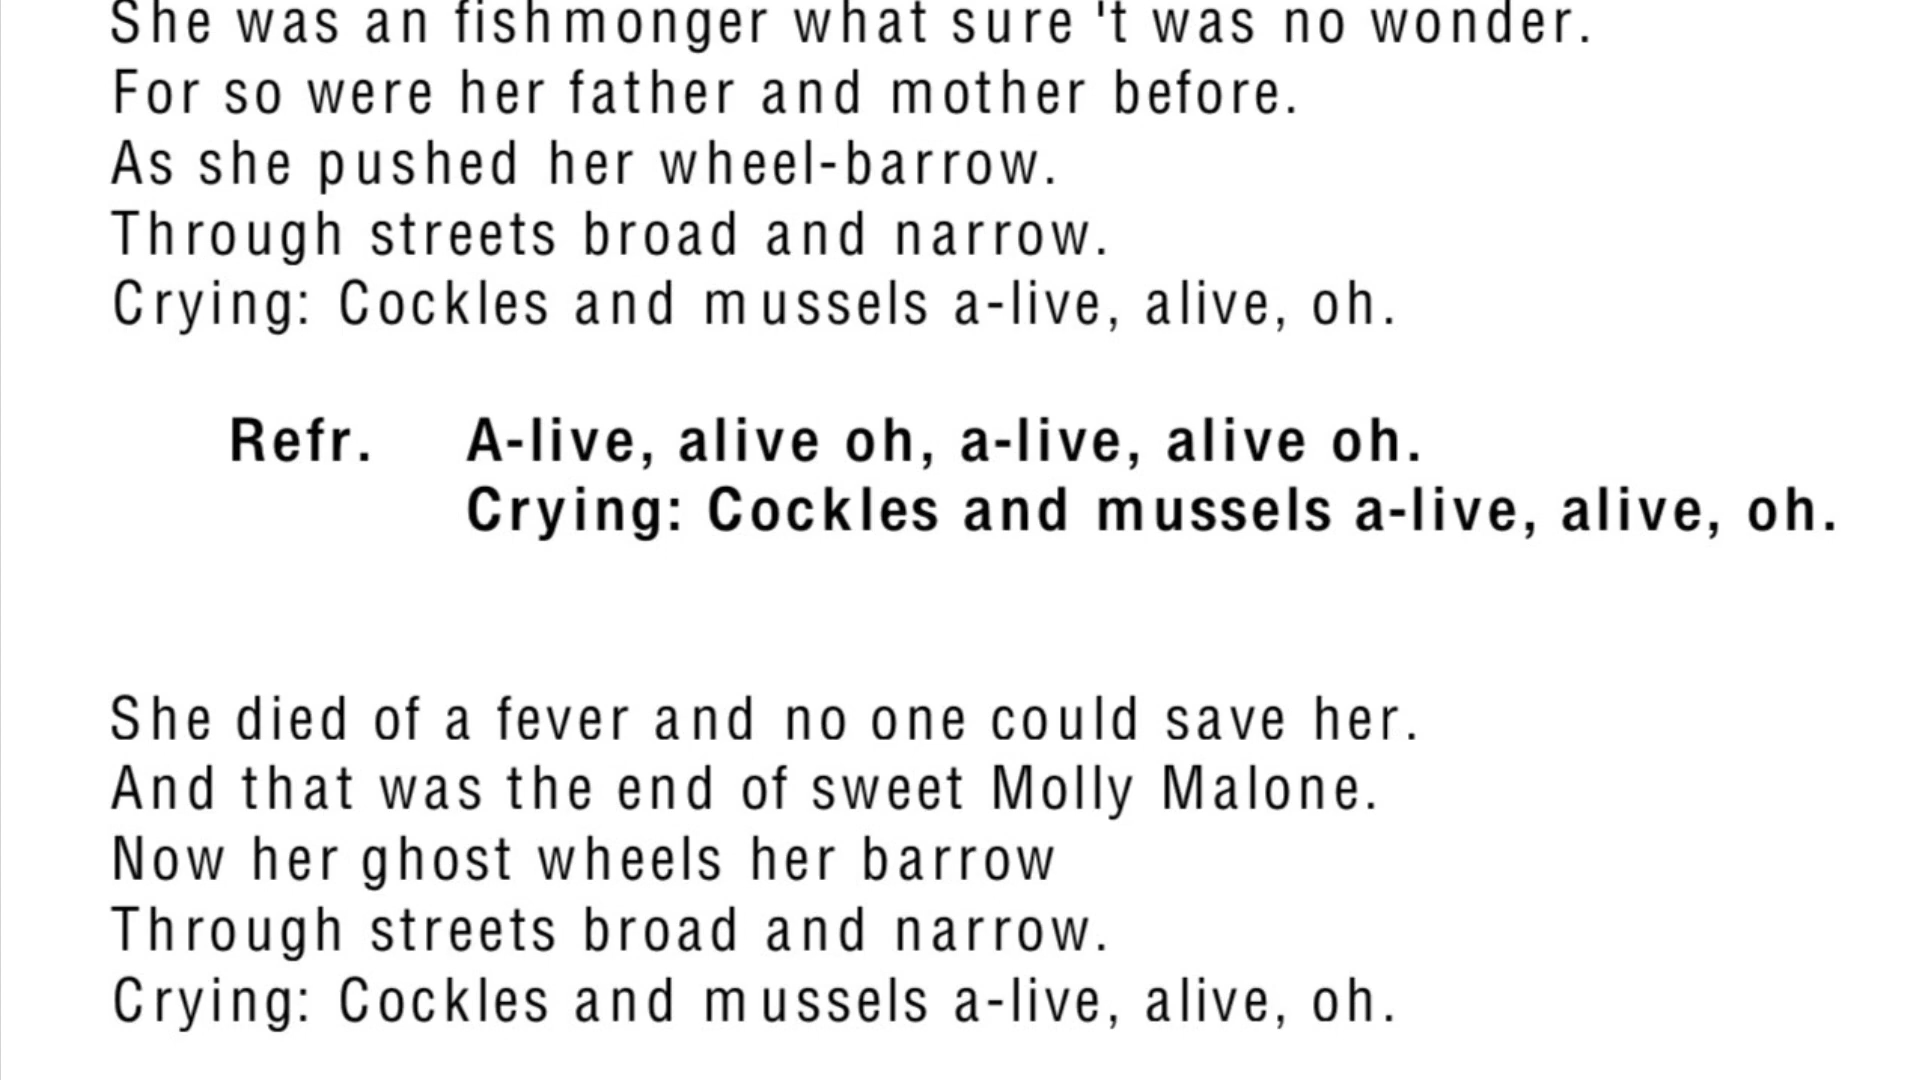 She was an fishmonger what sure 't was no wonder.
For so were her father and mother before.
As she pushed her wheel-barrow.
Through streets broad and narrow.
Crying: Cockles and mussels a-live, alive, oh.
Refr. A-live, alive oh, a-live, alive oh.
Crying: Cockles and mussels a-live, alive, oh.
She died of a fever and no one could save her.
And that was the end of sweet Molly Malone.
Now her ghost wheels her barrow
Through streets broad and narrow.
Crying: Cockles and mussels a-live, alive, oh.